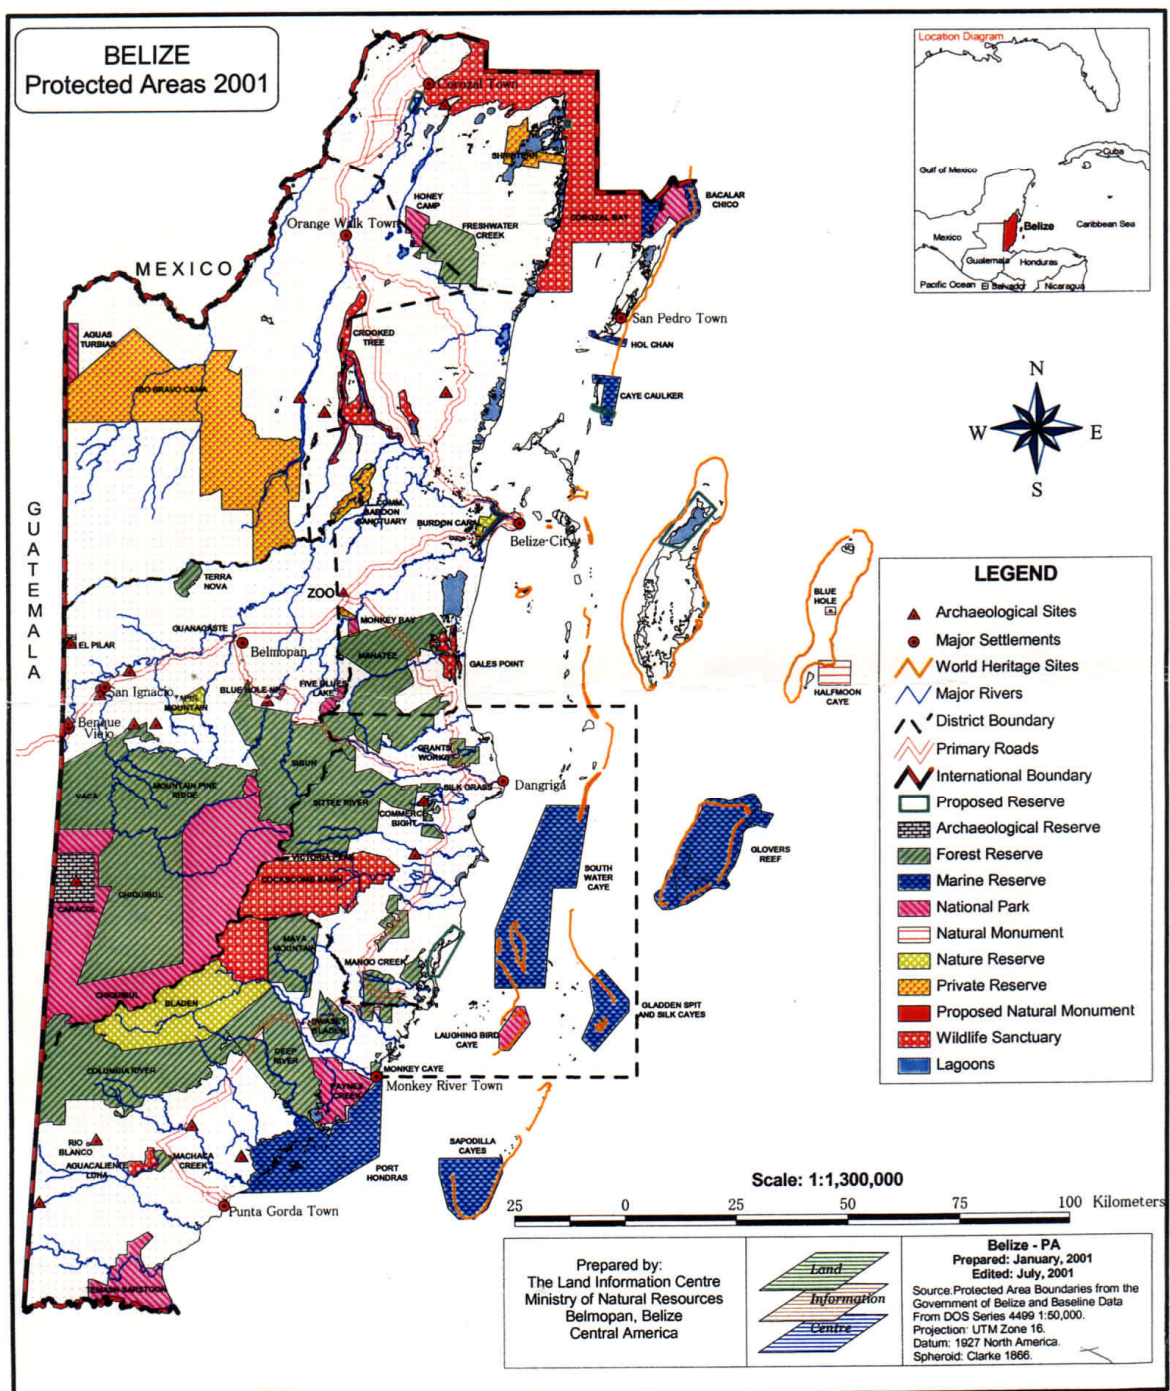 BELIZE
Protected Areas 2001
Location Diagram
Gulf of Mexico
Cuba
Mexico
Belize
Caribbean Sea
Guatemala
Honduras
Pacific Ocean
El Salvador
Nicaragua
Corozal Town
SHIPSTERN
BACALAR
CHICO
HONEY
CAMP
COROZAL BAY
Orange Walk Town
FRESHWATER
CREEK
MEXICO
San Pedro Town
AGUAS
TURBIAS
CROOKED
TREE
HOL CHAN
RIO BRAVO C&MA
CAYE CAULKER
N
W
E
S
GUATEMALA
COMM.
BABOON
SANCTUARY
BURDON CANAL
Belize City
TERRA
NOVA
ZOO
BLUE
HOLE
GUANACASTE
MONKEY BAY
EL PILAR
Belmopan
MANATEE
GALES POINT
HALFMOON
CAYE
San Ignacio
TAPIR
MOUNTAIN
BLUE HOLE NP
FIVE BLUES
LAKE
Benque
Viejo
GRANTS
WORKS
SIBUN
VACA
MOUNTAIN PINE
RIDGE
SITTEE RIVER
SILK GRASS
Dangriga
COMMERCE
BIGHT
GLOVERS
REEF
VICTORIA PEAK
COCKSCOMB BASIN
SOUTH
WATER
CAYE
CHIQUIBUL
CARACOL
MAYA
MOUNTAIN
MANGO CREEK
CHIQUIBUL
BLADEN
GLADDEN SPIT
AND SILK CAYES
SWASEY
BLADEN
LAUGHING BIRD
CAYE
DEEP
RIVER
COLUMBIA RIVER
MONKEY CAYE
PAYNES
CREEK
Monkey River Town
RIO
BLANCO
MACHACA
CREEK
AGUACALIENTE
LUHA
PORT
HONDRAS
SAPODILLA
CAYES
Punta Gorda Town
TEMASH SARSTOON
LEGEND
Archaeological Sites
Major Settlements
World Heritage Sites
Major Rivers
District Boundary
Primary Roads
International Boundary
Proposed Reserve
Archaeological Reserve
Forest Reserve
Marine Reserve
National Park
Natural Monument
Nature Reserve
Private Reserve
Proposed Natural Monument
Wildlife Sanctuary
Lagoons
Scale: 1:1,300,000
25 0 25 50 75 100 Kilometers
Prepared by:
The Land Information Centre
Ministry of Natural Resources
Belmopan, Belize
Central America
Land
Information
Centre
Belize - PA
Prepared: January, 2001
Edited: July, 2001
Source:Protected Area Boundaries from the
Government of Belize and Baseline Data
From DOS Series 4499 1:50,000.
Projection: UTM Zone 16.
Datum: 1927 North America.
Spheroid: Clarke 1866.